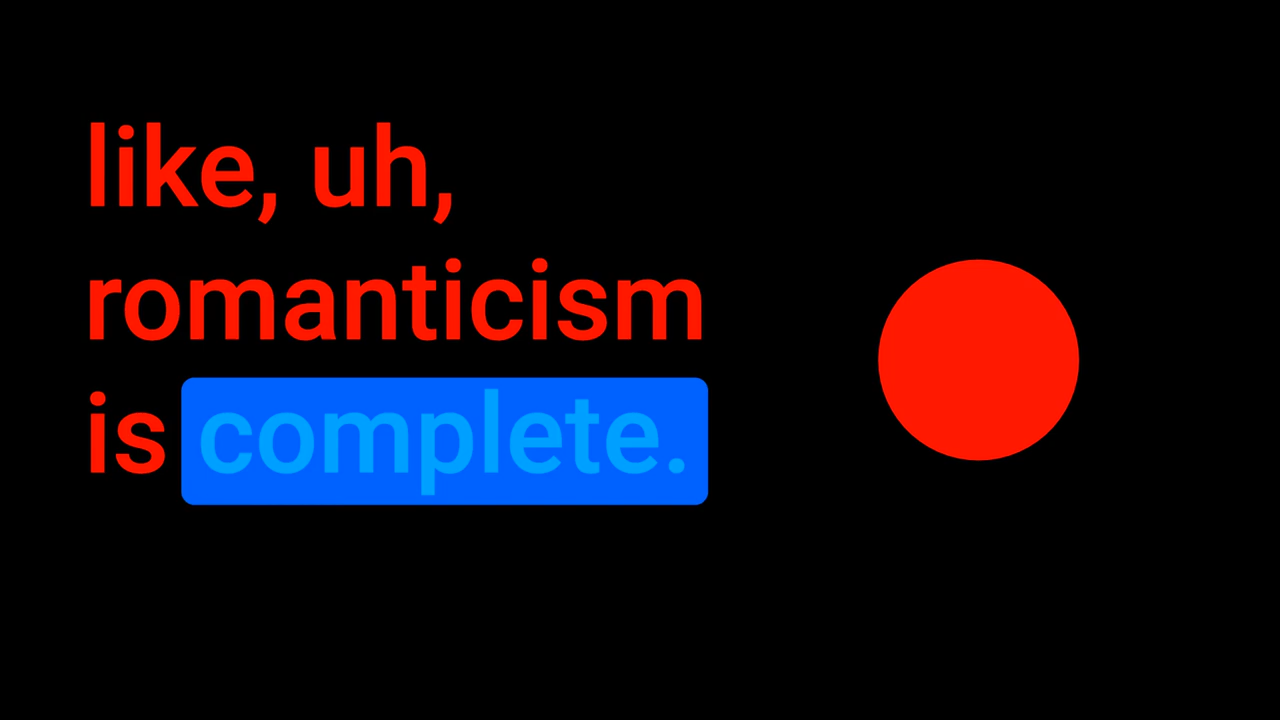 like, uh,
romanticism
is complete.